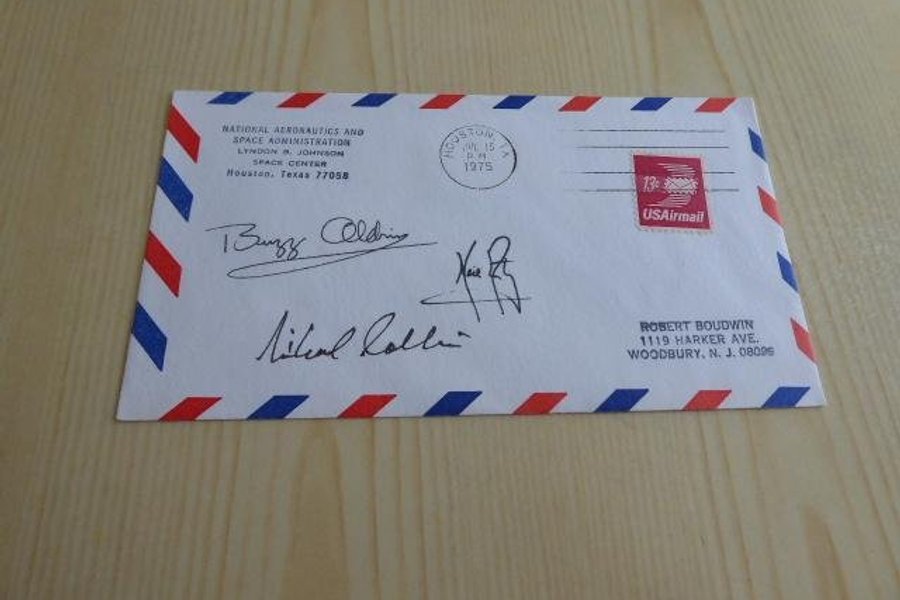 NATIONAL AERONAUTICS AND
SPACE ADMINISTRATION
LYNDON B. JOHNSON
SPACE CENTER
Houston, Texas 77058
HOUSTON, TX
JUL 15
P.M.
1975
13c
USAirmail
Buzz Aldrin
Michael Collins
ROBERT BOUDWIN
1119 HARKER AVE.
WOODBURY, N. J. 08096